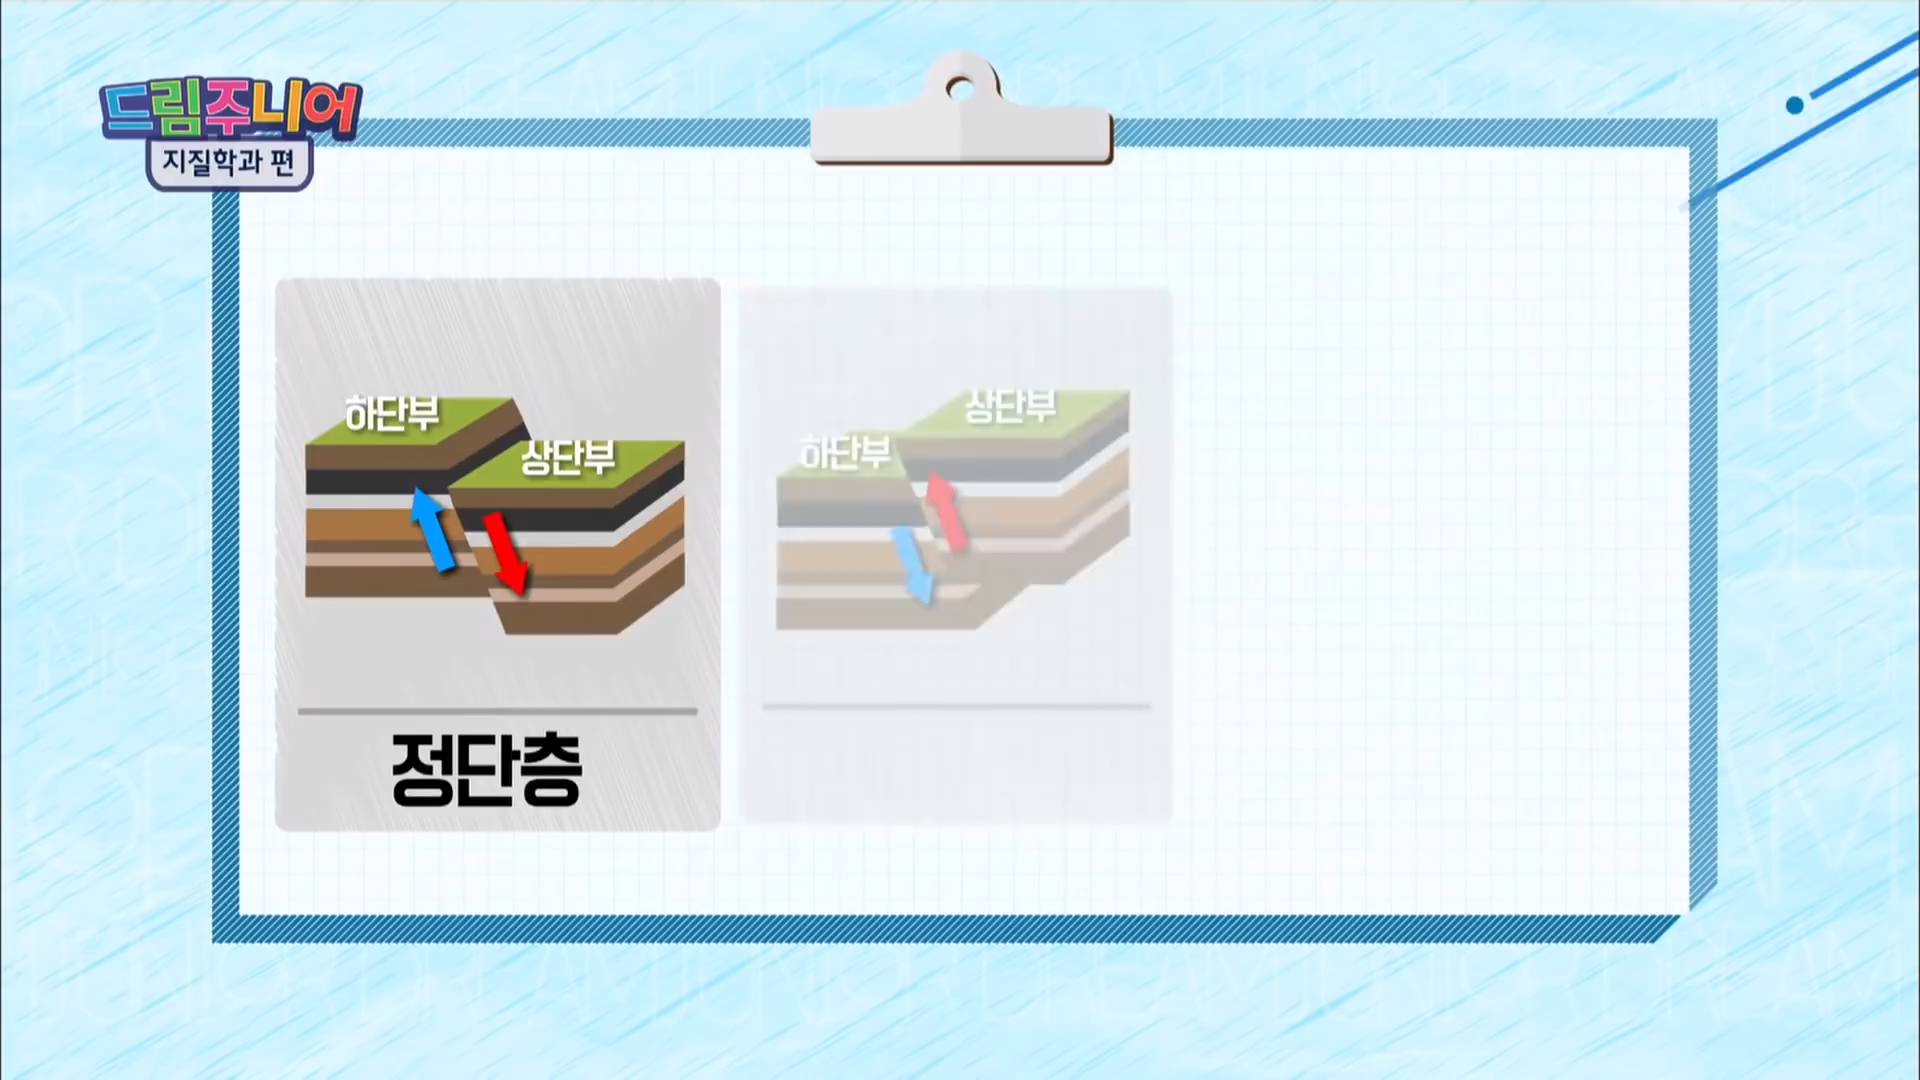 드림주니어
지질학과 편
하단부
상단부
정단층
하단부
상단부